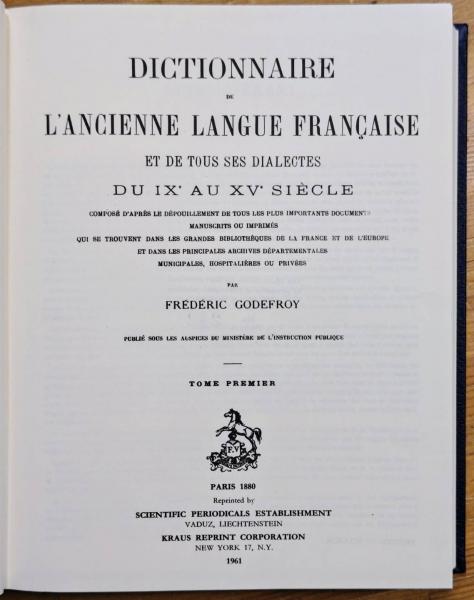 DICTIONNAIRE
DE
L'ANCIENNE LANGUE FRANÇAISE
ET DE TOUS SES DIALECTES
DU IXᵉ AU XVᵉ SIÈCLE
COMPOSÉ D'APRÈS LE DÉPOUILLEMENT DE TOUS LES PLUS IMPORTANTS DOCUMENTS
MANUSCRITS OU IMPRIMÉS
QUI SE TROUVENT DANS LES GRANDES BIBLIOTHÈQUES DE LA FRANCE ET DE L'EUROPE
ET DANS LES PRINCIPALES ARCHIVES DÉPARTEMENTALES
MUNICIPALES, HOSPITALIÈRES OU PRIVÉES
PAR
FRÉDÉRIC GODEFROY
PUBLIÉ SOUS LES AUSPICES DU MINISTÈRE DE L'INSTRUCTION PUBLIQUE
TOME PREMIER
F.V
PARIS 1880
Reprinted by
SCIENTIFIC PERIODICALS ESTABLISHMENT
VADUZ, LIECHTENSTEIN
KRAUS REPRINT CORPORATION
NEW YORK 17, N.Y.
1961